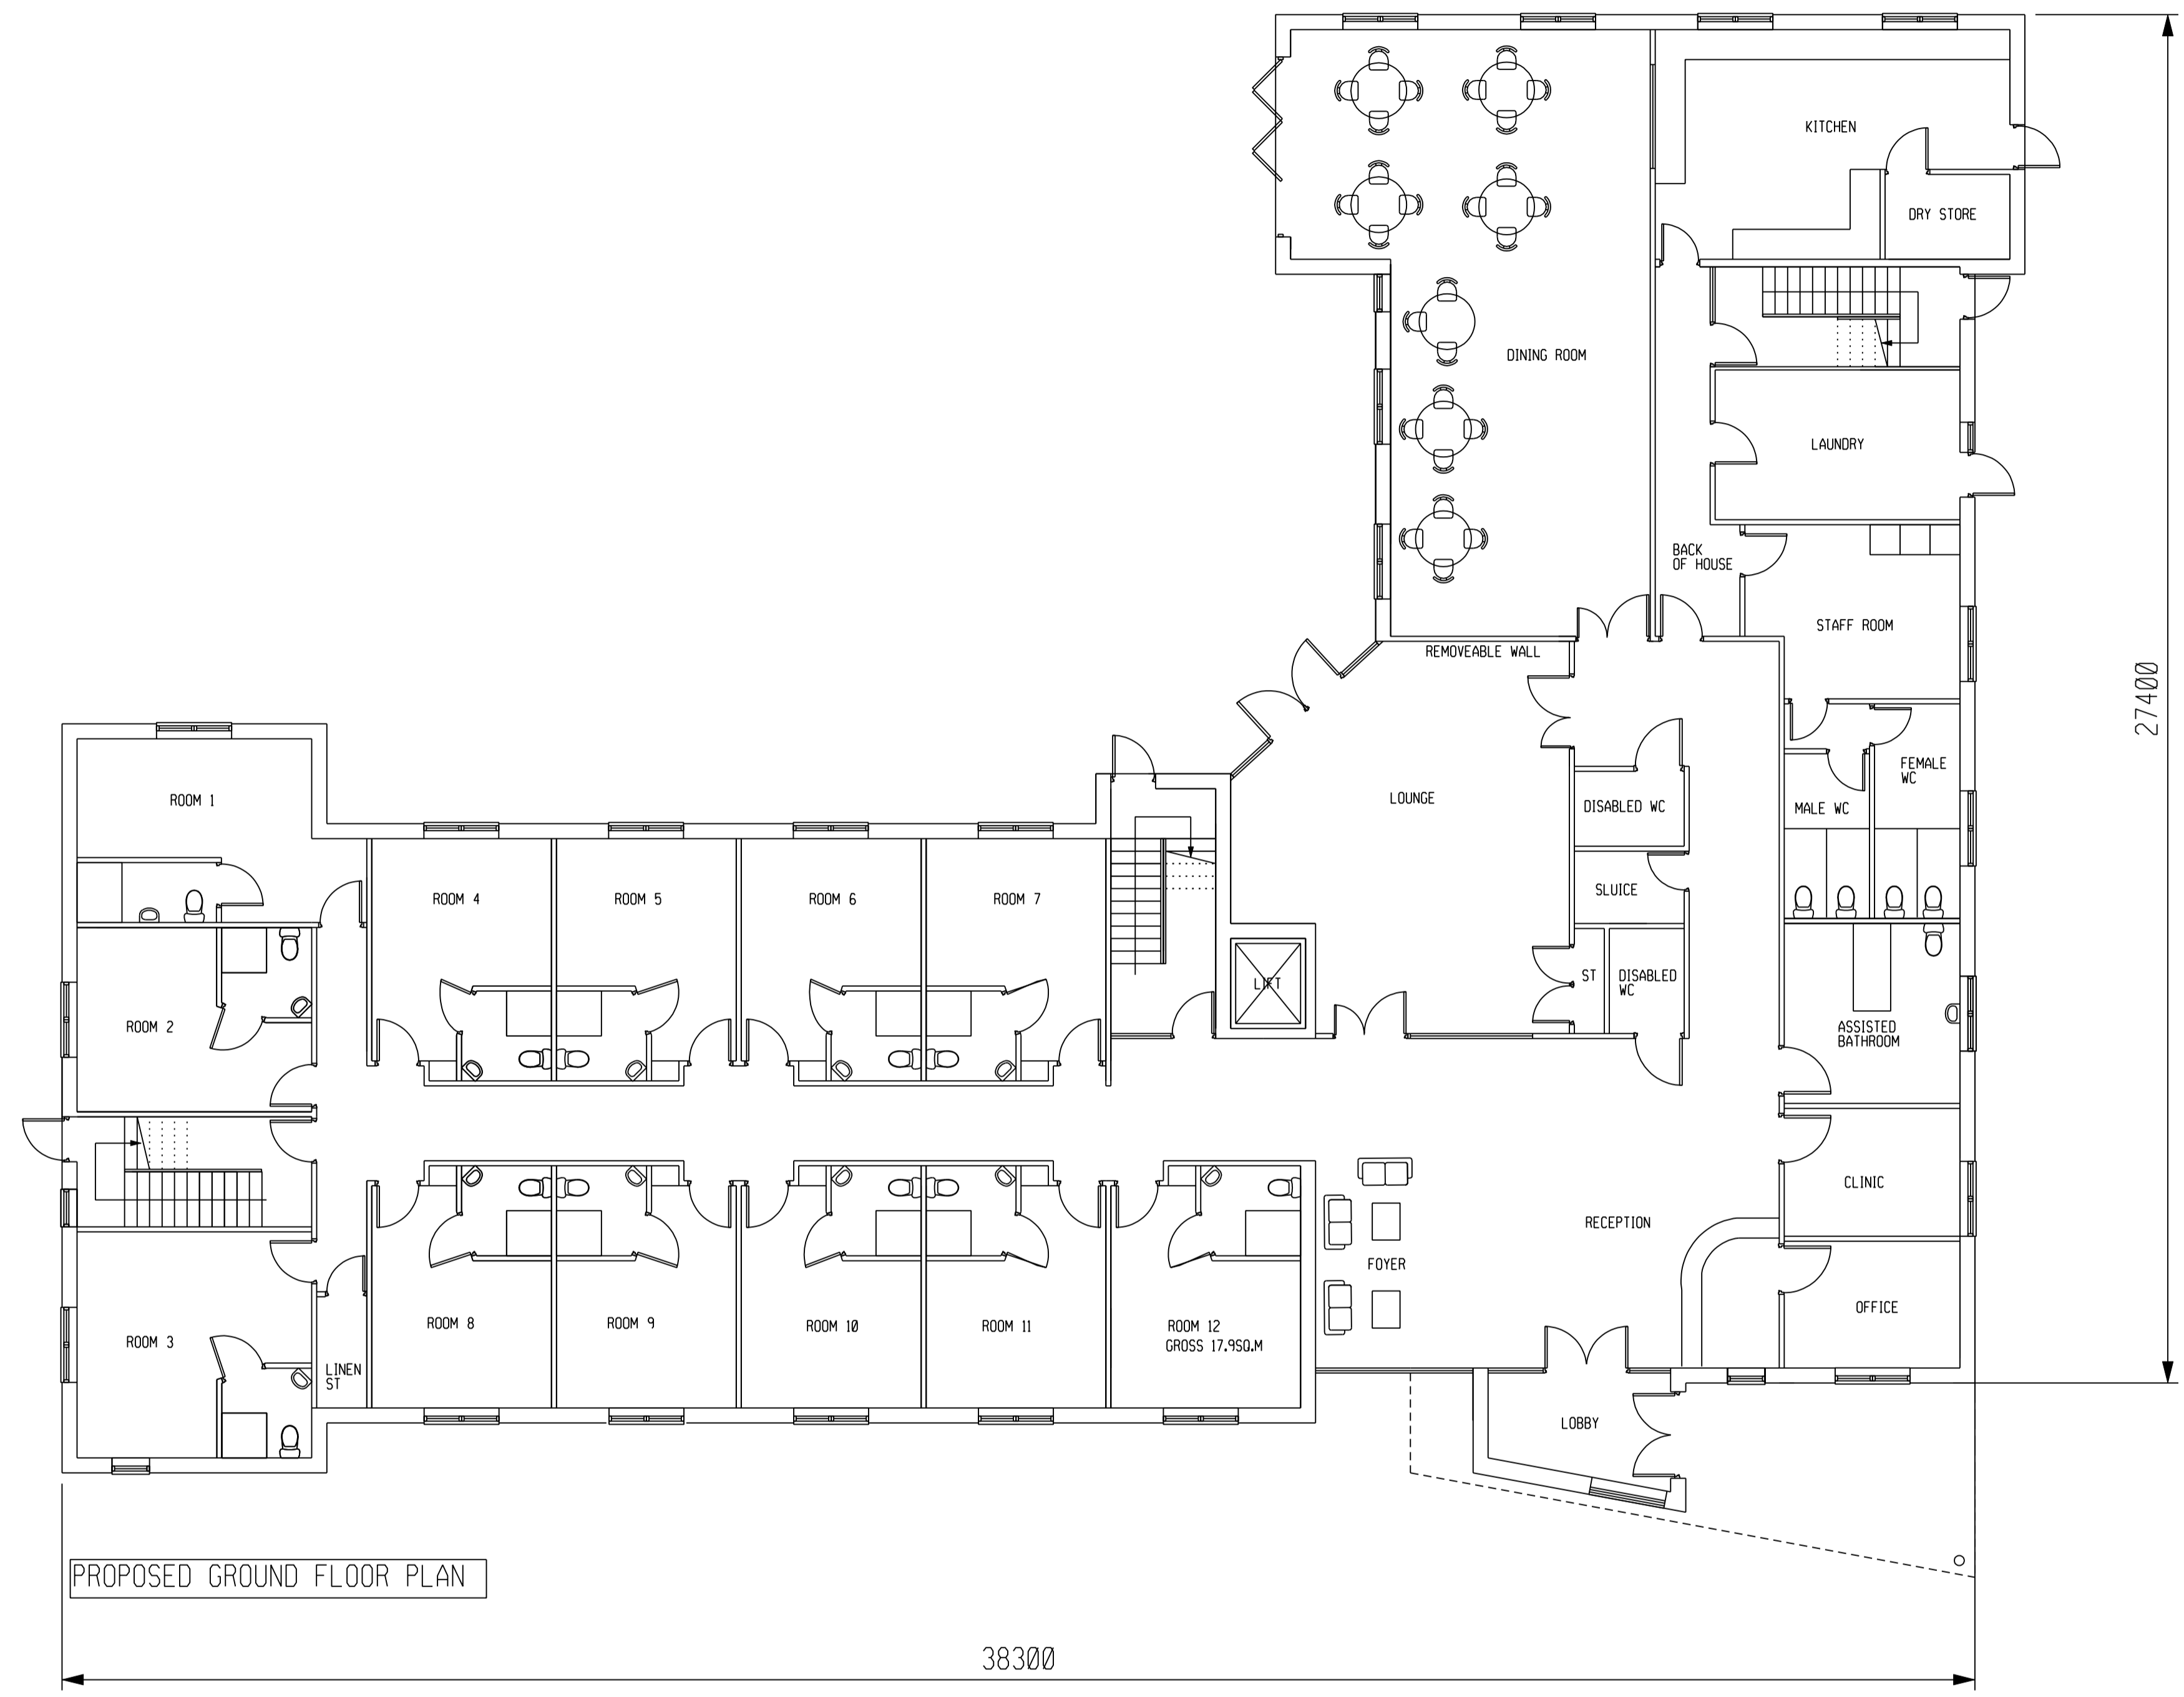 KITCHEN
DRY STORE
DINING ROOM
LAUNDRY
BACK
OF HOUSE
STAFF ROOM
REMOVEABLE WALL
27400
FEMALE
WC
ROOM 1
LOUNGE
DISABLED WC
MALE WC
ROOM 4
ROOM 5
ROOM 6
ROOM 7
SLUICE
LIFT
ST
DISABLED
WC
ROOM 2
ASSISTED
BATHROOM
CLINIC
RECEPTION
FOYER
OFFICE
ROOM 3
ROOM 8
ROOM 9
ROOM 10
ROOM 11
ROOM 12
GROSS 17.9SQ.M
LINEN
ST
LOBBY
PROPOSED GROUND FLOOR PLAN
38300